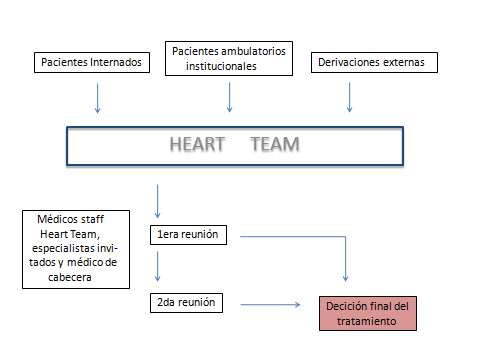 Pacientes Internados
Pacientes ambulatorios
institucionales
Derivaciones externas
HEART TEAM
Médicos staff
Heart Team,
especialistas invi-
tados y médico de
cabecera
1era reunión
2da reunión
Decición final del
tratamiento